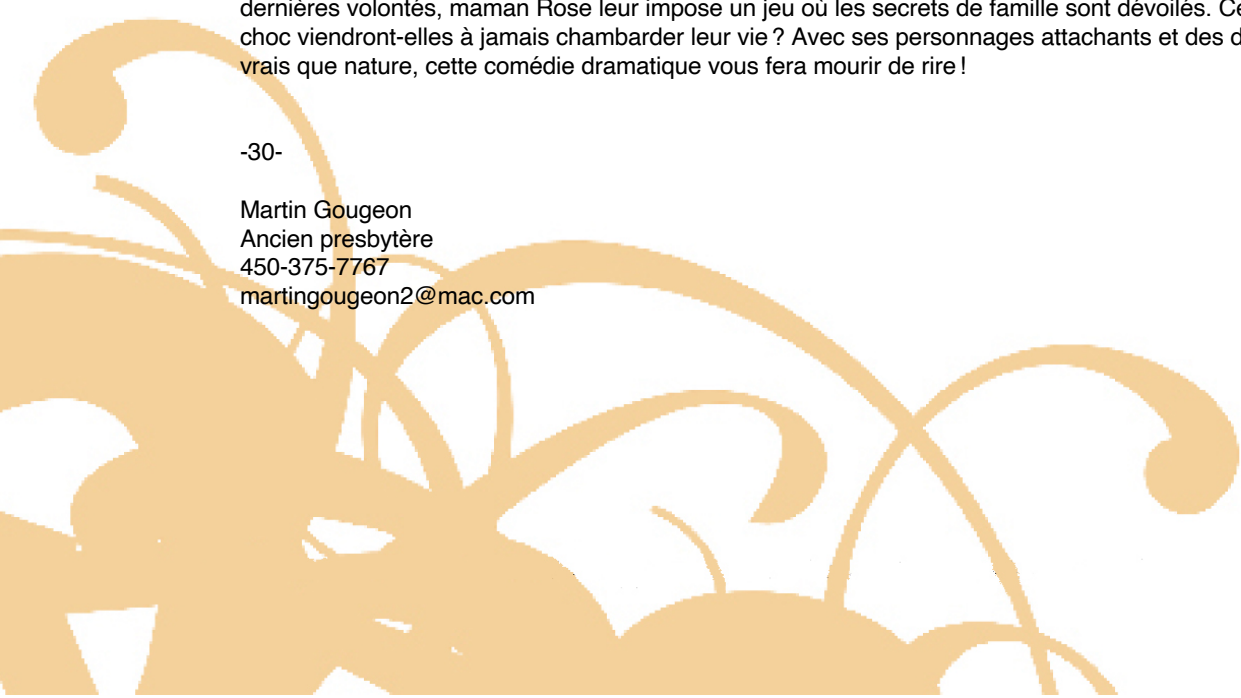 dernières volontés, maman Rose leur impose un jeu où les secrets de famille sont dévoilés.
choc viendront-elles à jamais chambarder leur vie ? Avec ses personnages attachants et des
vrais que nature, cette comédie dramatique vous fera mourir de rire !
-30-
Martin Gougeon
Ancien presbytère
450-375-7767
martingougeon2@mac.com